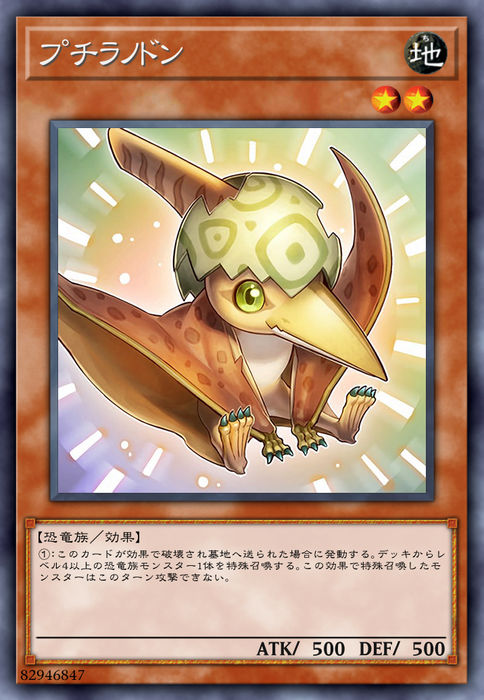 プチラノドン
ち
地
【恐竜族／効果】
①:このカードが効果で破壊され墓地へ送られた場合に発動する。デッキからレ
ベル4以上の恐竜族モンスター1体を特殊召喚する。この効果で特殊召喚したモ
ンスターはこのターン攻撃できない。
ATK/ 500 DEF/ 500
82946847